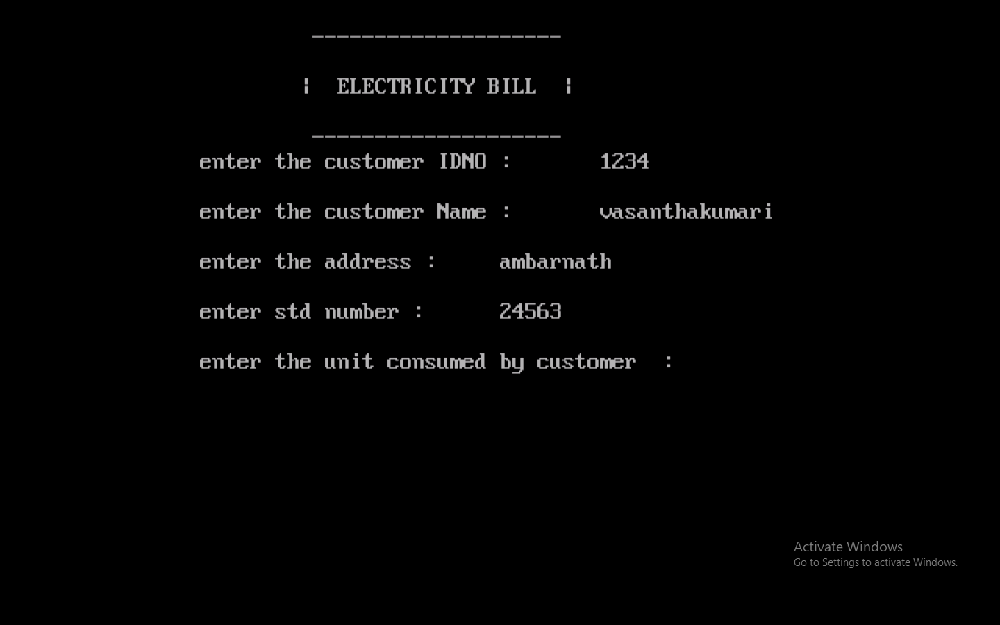 --------------------
¦  ELECTRICITY BILL  ¦
--------------------
enter the customer IDNO :       1234
enter the customer Name :       vasanthakumari
enter the address :     ambarnath
enter std number :      24563
enter the unit consumed by customer  :
Activate Windows
Go to Settings to activate Windows.